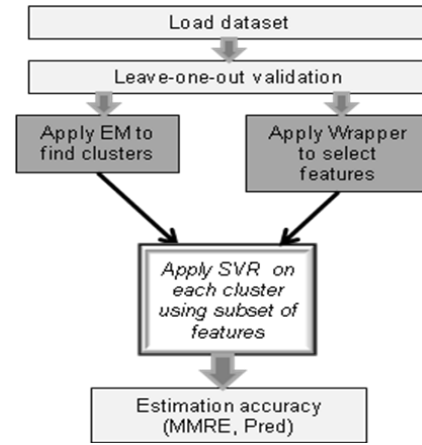 Load dataset
Leave-one-out validation
Apply EM to
find clusters
Apply Wrapper
to select
features
Apply SVR on
each cluster
using subset of
features
Estimation accuracy
(MMRE, Pred)